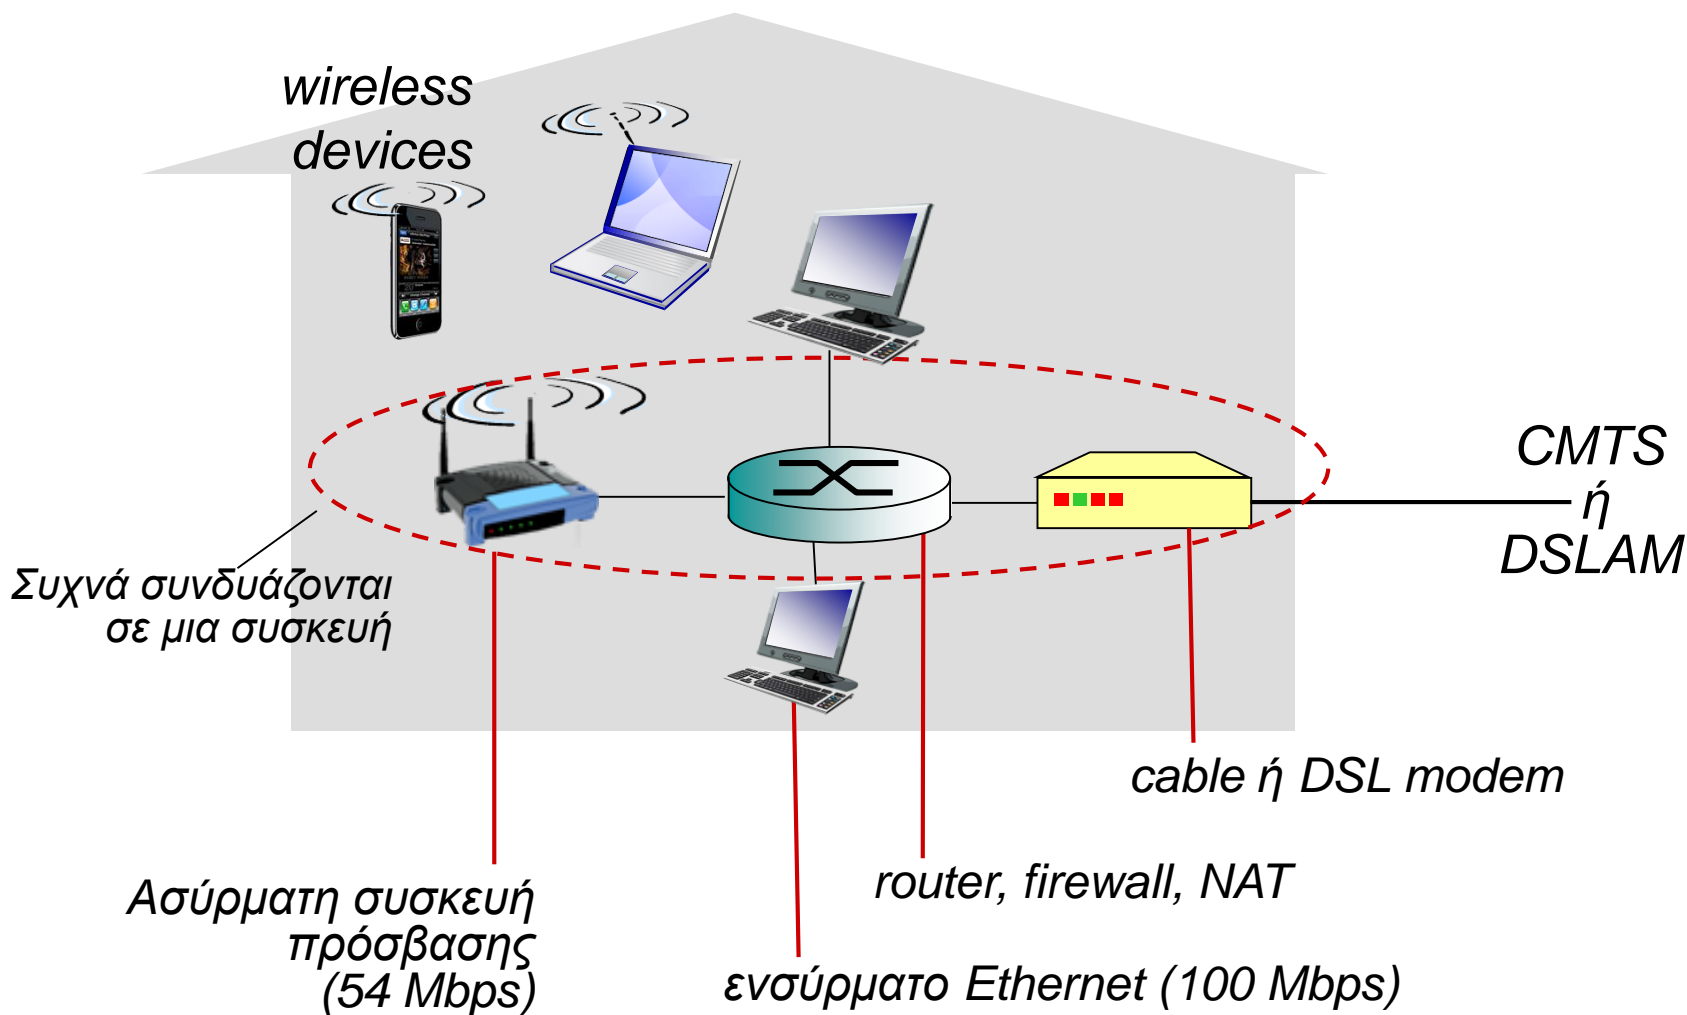 wireless
devices
CMTS
ή
DSLAM
Συχνά συνδυάζονται
σε μια συσκευή
cable ή DSL modem
router, firewall, NAT
Ασύρματη συσκευή
πρόσβασης
(54 Mbps)
ενσύρματο Ethernet (100 Mbps)